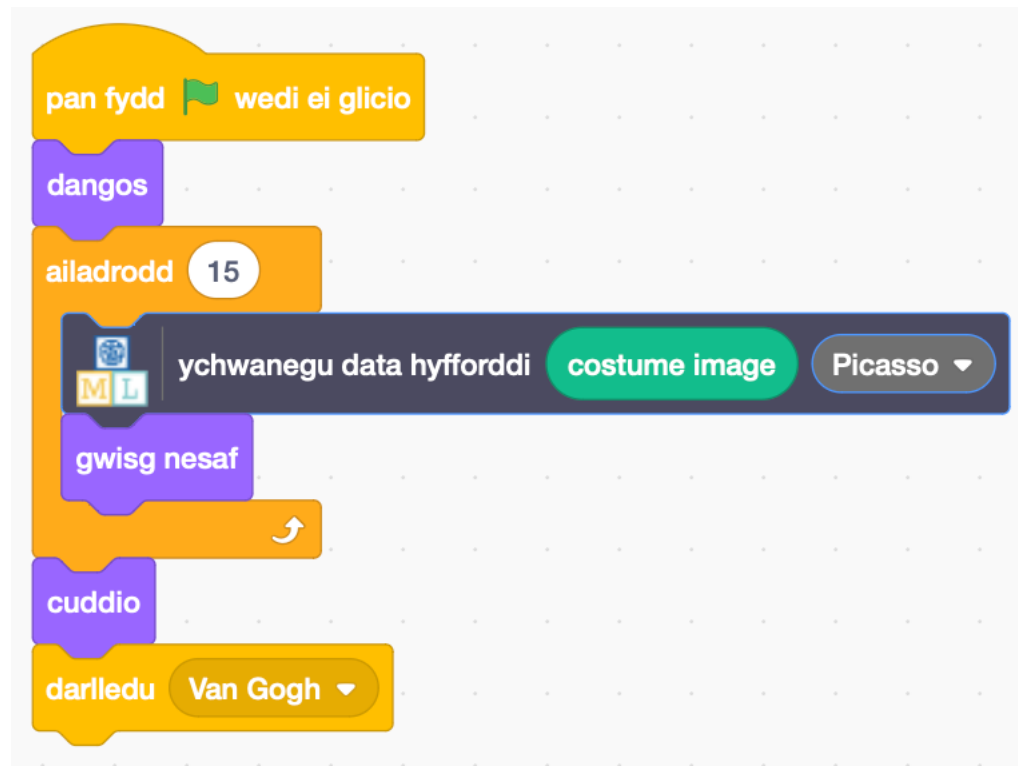 pan fydd wedi ei glicio
dangos
ailadrodd 15
ML ychwanegu data hyfforddi costume image Picasso
gwisg nesaf
cuddio
darlledu Van Gogh